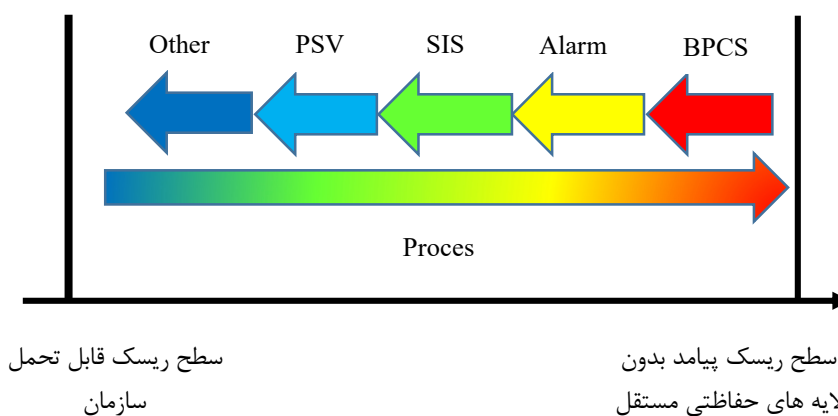 Other PSV SIS Alarm BPCS
Proces
سطح ریسک قابل تحمل
سازمان
سطح ریسک پیامد بدون
لایه های حفاظتی مستقل